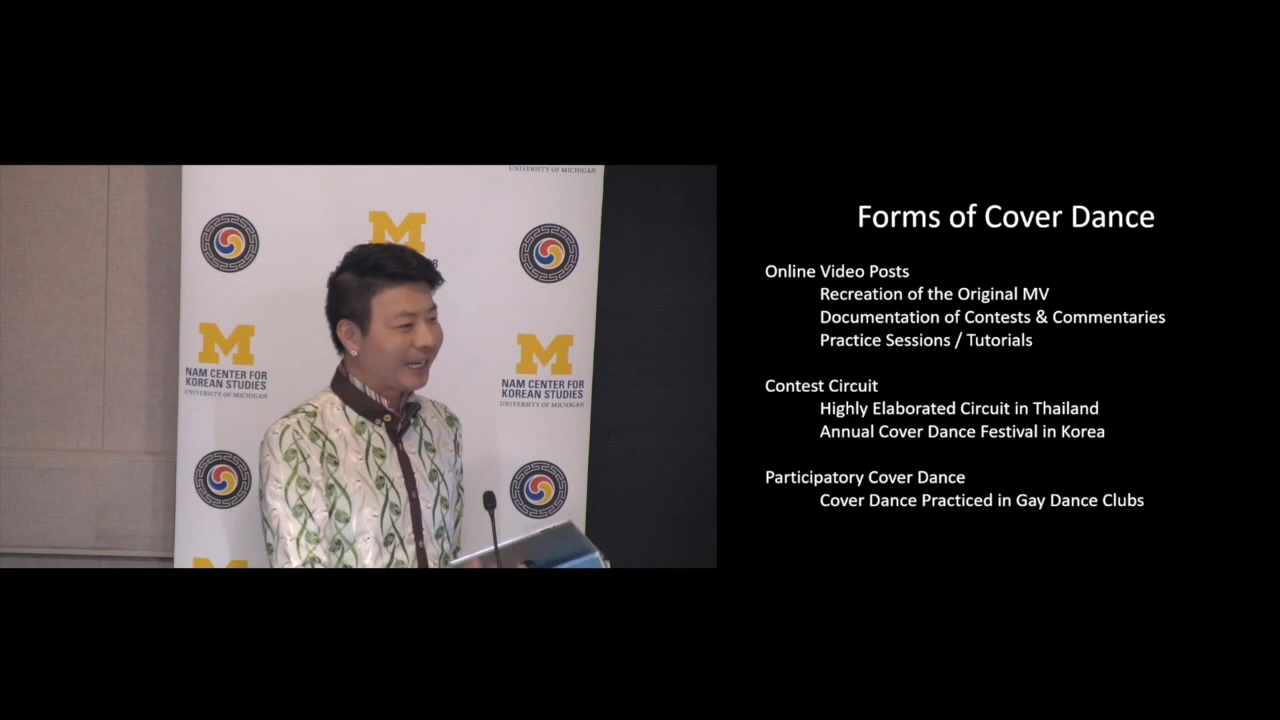 UNIVERSITY OF MICHIGAN
M
M
NAM CENTER FOR
KOREAN STUDIES
UNIVERSITY OF MICHIGAN
M
NAM CENTER FOR
KOREAN STUDIES
UNIVERSITY OF MICHIGAN
Forms of Cover Dance
Online Video Posts
Recreation of the Original MV
Documentation of Contests & Commentaries
Practice Sessions / Tutorials
Contest Circuit
Highly Elaborated Circuit in Thailand
Annual Cover Dance Festival in Korea
Participatory Cover Dance
Cover Dance Practiced in Gay Dance Clubs